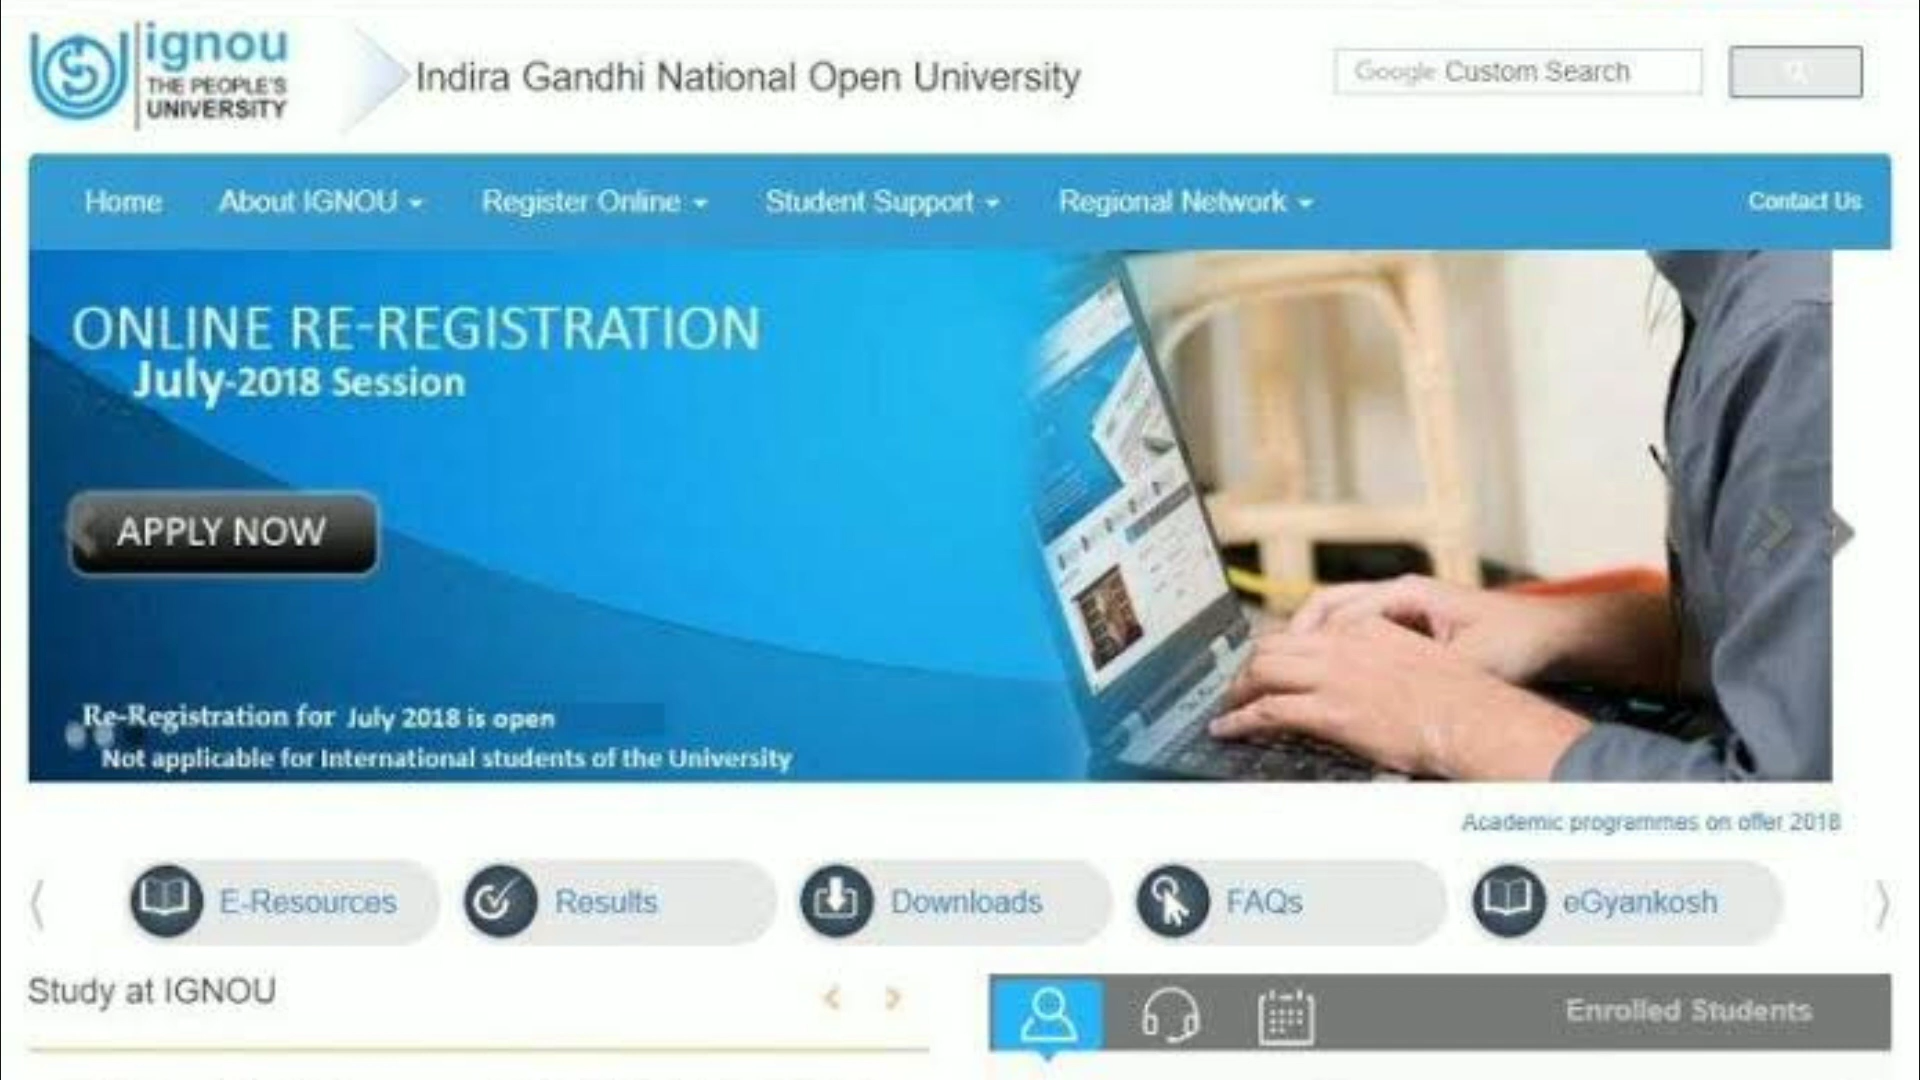 ignou
THE PEOPLE'S
UNIVERSITY
Indira Gandhi National Open University
Google Custom Search
Home
About IGNOU
Register Online
Student Support
Regional Network
Contact Us
ONLINE RE-REGISTRATION
July-2018 Session
APPLY NOW
Re-Registration for July 2018 is open
Not applicable for International students of the University
Academic programmes on offer 2018
E-Resources
Results
Downloads
FAQs
eGyankosh
Study at IGNOU
Enrolled Students